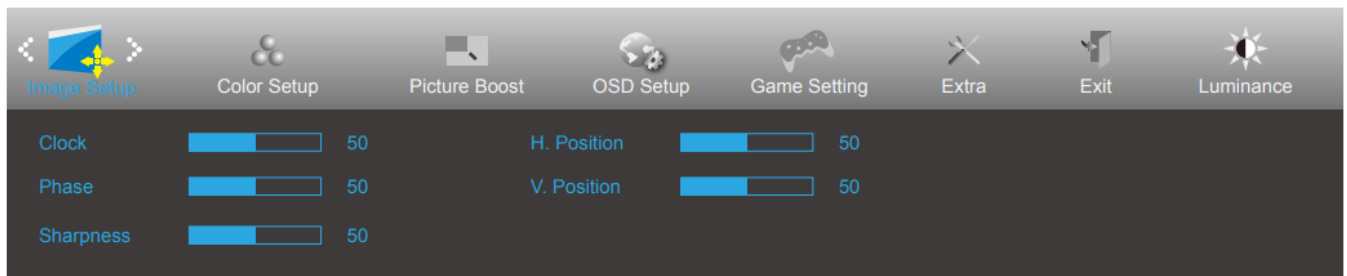 Image Setup Color Setup Picture Boost OSD Setup Game Setting Extra Exit Luminance
Clock 50 H. Position 50
Phase 50 V. Position 50
Sharpness 50